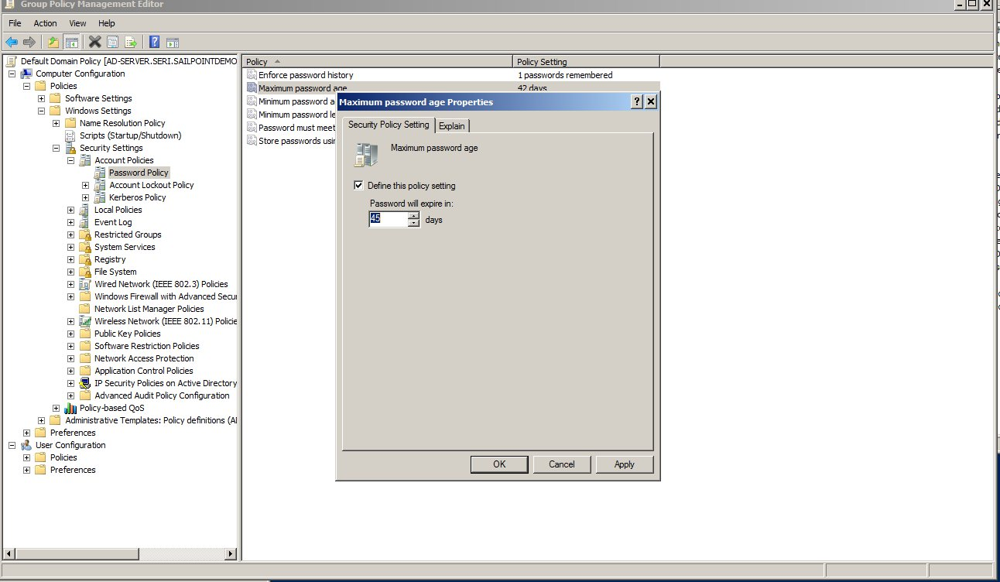 Group Policy Management Editor
File Action View Help
Default Domain Policy [AD-SERVER.SERI.SAILPOINTDEMO
Computer Configuration
Policies
Software Settings
Windows Settings
Name Resolution Policy
Scripts (Startup/Shutdown)
Security Settings
Account Policies
Password Policy
Account Lockout Policy
Kerberos Policy
Local Policies
Event Log
Restricted Groups
System Services
Registry
File System
Wired Network (IEEE 802.3) Policies
Windows Firewall with Advanced Secu
Network List Manager Policies
Wireless Network (IEEE 802.11) Policie
Public Key Policies
Software Restriction Policies
Network Access Protection
Application Control Policies
IP Security Policies on Active Directory
Advanced Audit Policy Configuration
Policy-based QoS
Administrative Templates: Policy definitions (A
Preferences
User Configuration
Policies
Preferences
Policy Policy Setting
Enforce password history 1 passwords remembered
Maximum password age 42 days
Minimum password a
Minimum password le
Password must meet
Store passwords usin
Maximum password age Properties
Security Policy Setting Explain
Maximum password age
Define this policy setting
Password will expire in:
45 days
OK Cancel Apply